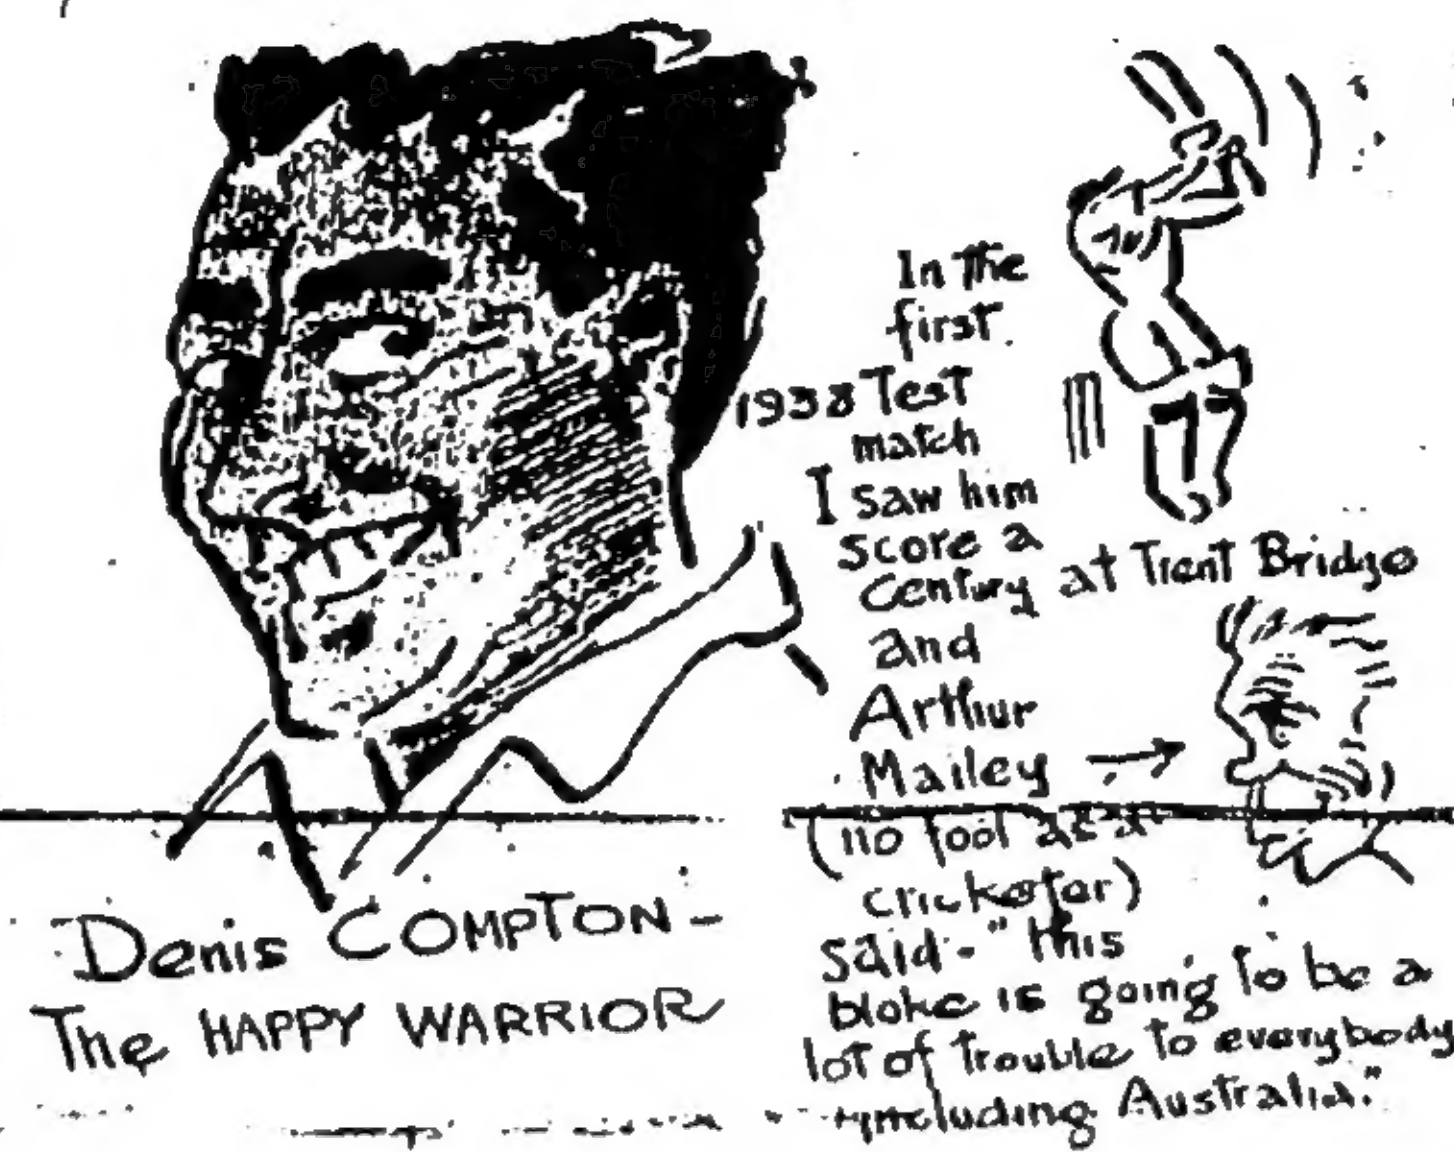 In The
first
1938 Test
match
I saw him
score a
Century at Trent Bridge
and
Arthur
Mailey
(no fool as a
cricketer)
said - "this
bloke is going to be a
lot of trouble to everybody
including Australia."
Denis COMPTON -
The HAPPY WARRIOR